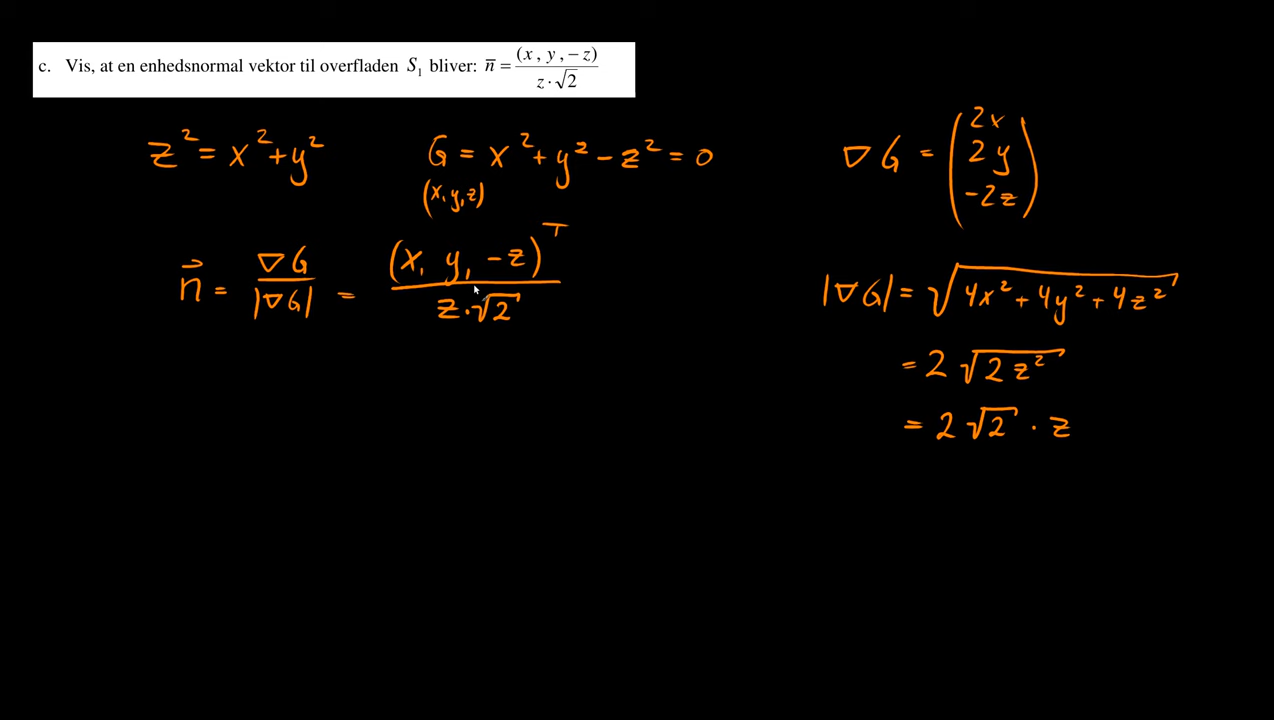 c. Vis, at en enhedsnormal vektor til overfladen S₁ bliver: n̅ = (x, y, −z) / (z·√2)
z² = x² + y²
G(x, y, z) = x² + y² − z² = 0
∇G = (2x 2y −2z)
n⃗ = ∇G / |∇G| = (x, y, −z)ᵀ / (z·√2)
|∇G| = √(4x² + 4y² + 4z²)
= 2 √(2z²)
= 2 √2 · z